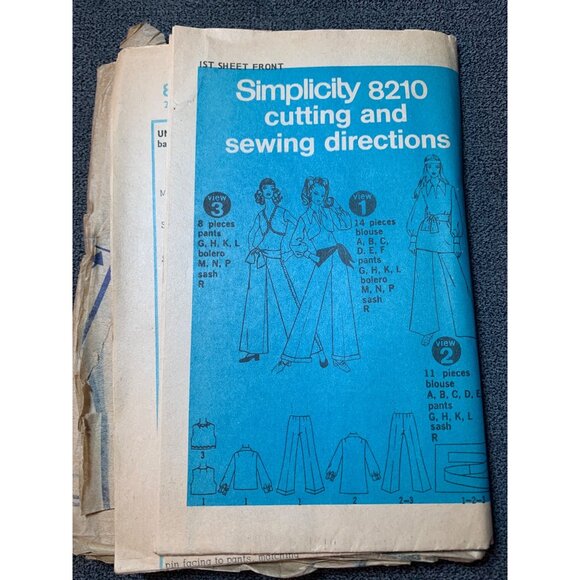 1ST SHEET FRONT
Simplicity 8210
cutting and
sewing directions
view
3
8 pieces
pants
G, H, K, L
bolero
M, N, P
sash
R
view
1
14 pieces
blouse
A, B, C,
D, E, F
pants
G, H, K, L
bolero
M, N, P
sash
R
view
2
11 pieces
blouse
A, B, C, D, E
pants
G, H, K, L
sash
R
3
1
1
1
2
2-3
1-2-3
pin facing to pants, matching